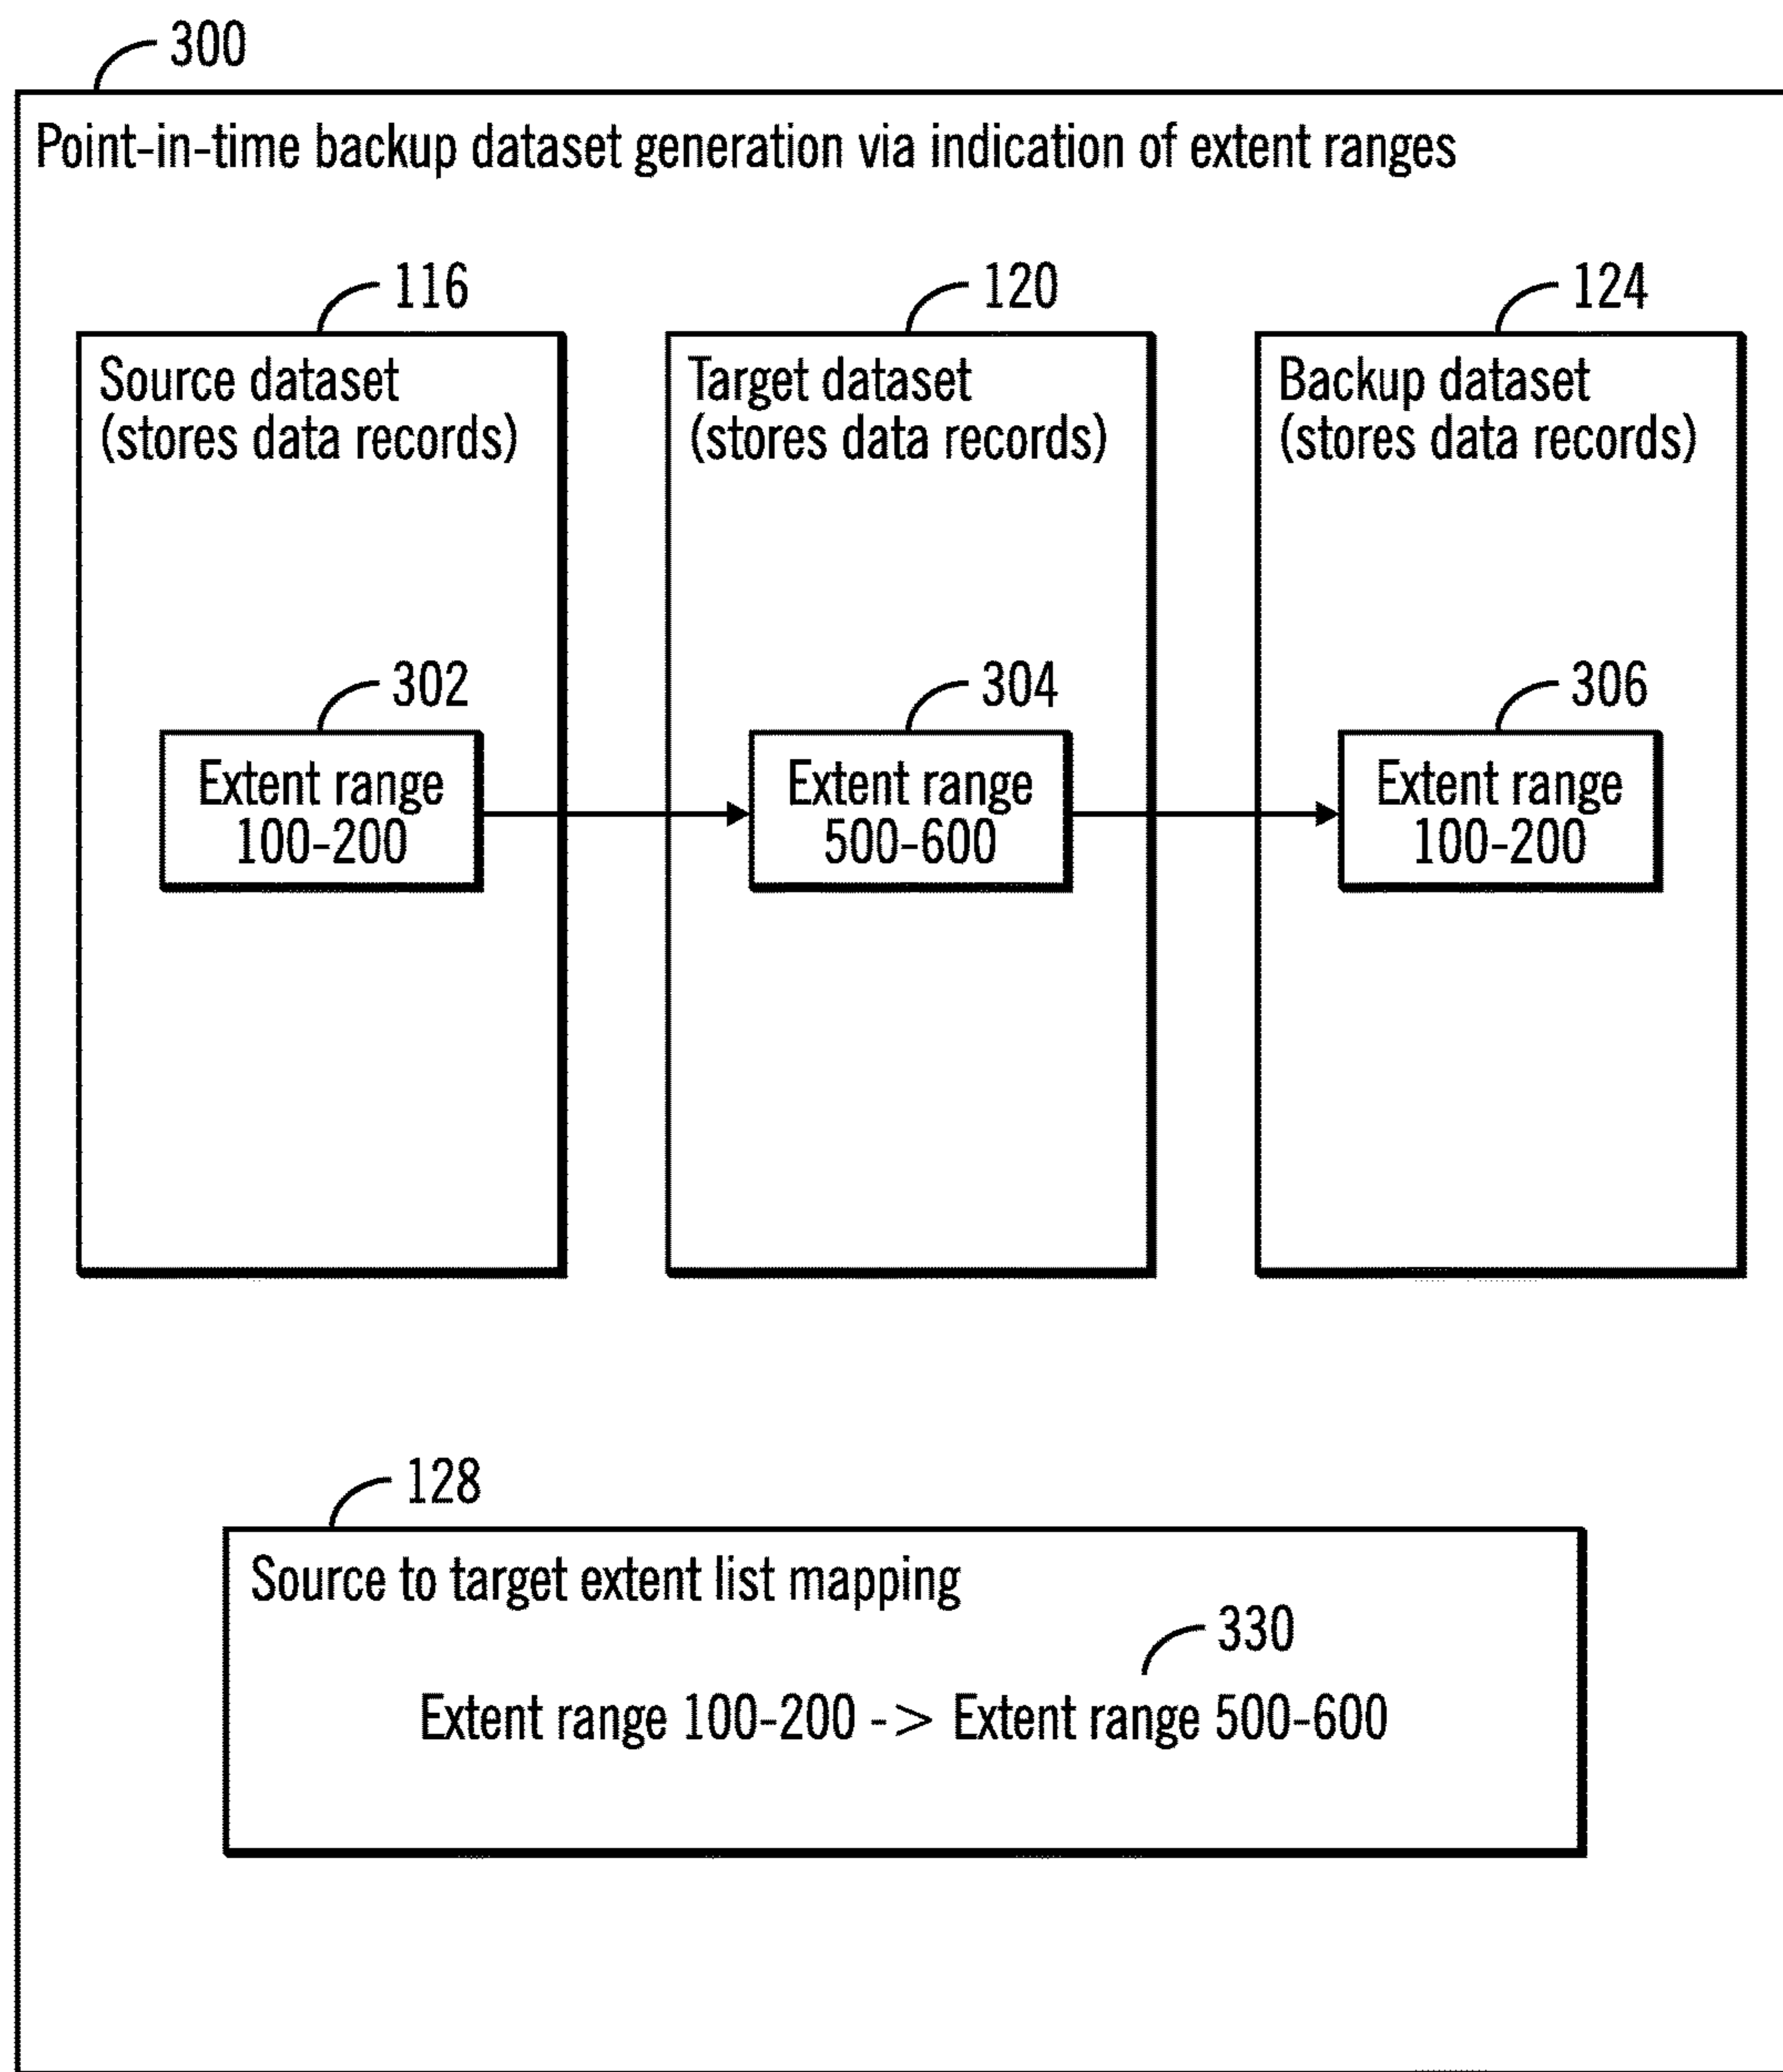 300
Point-in-time backup dataset generation via indication of extent ranges
116
Source dataset
(stores data records)
302
Extent range
100-200
120
Target dataset
(stores data records)
304
Extent range
500-600
124
Backup dataset
(stores data records)
306
Extent range
100-200
128
Source to target extent list mapping
330
Extent range 100-200 -> Extent range 500-600